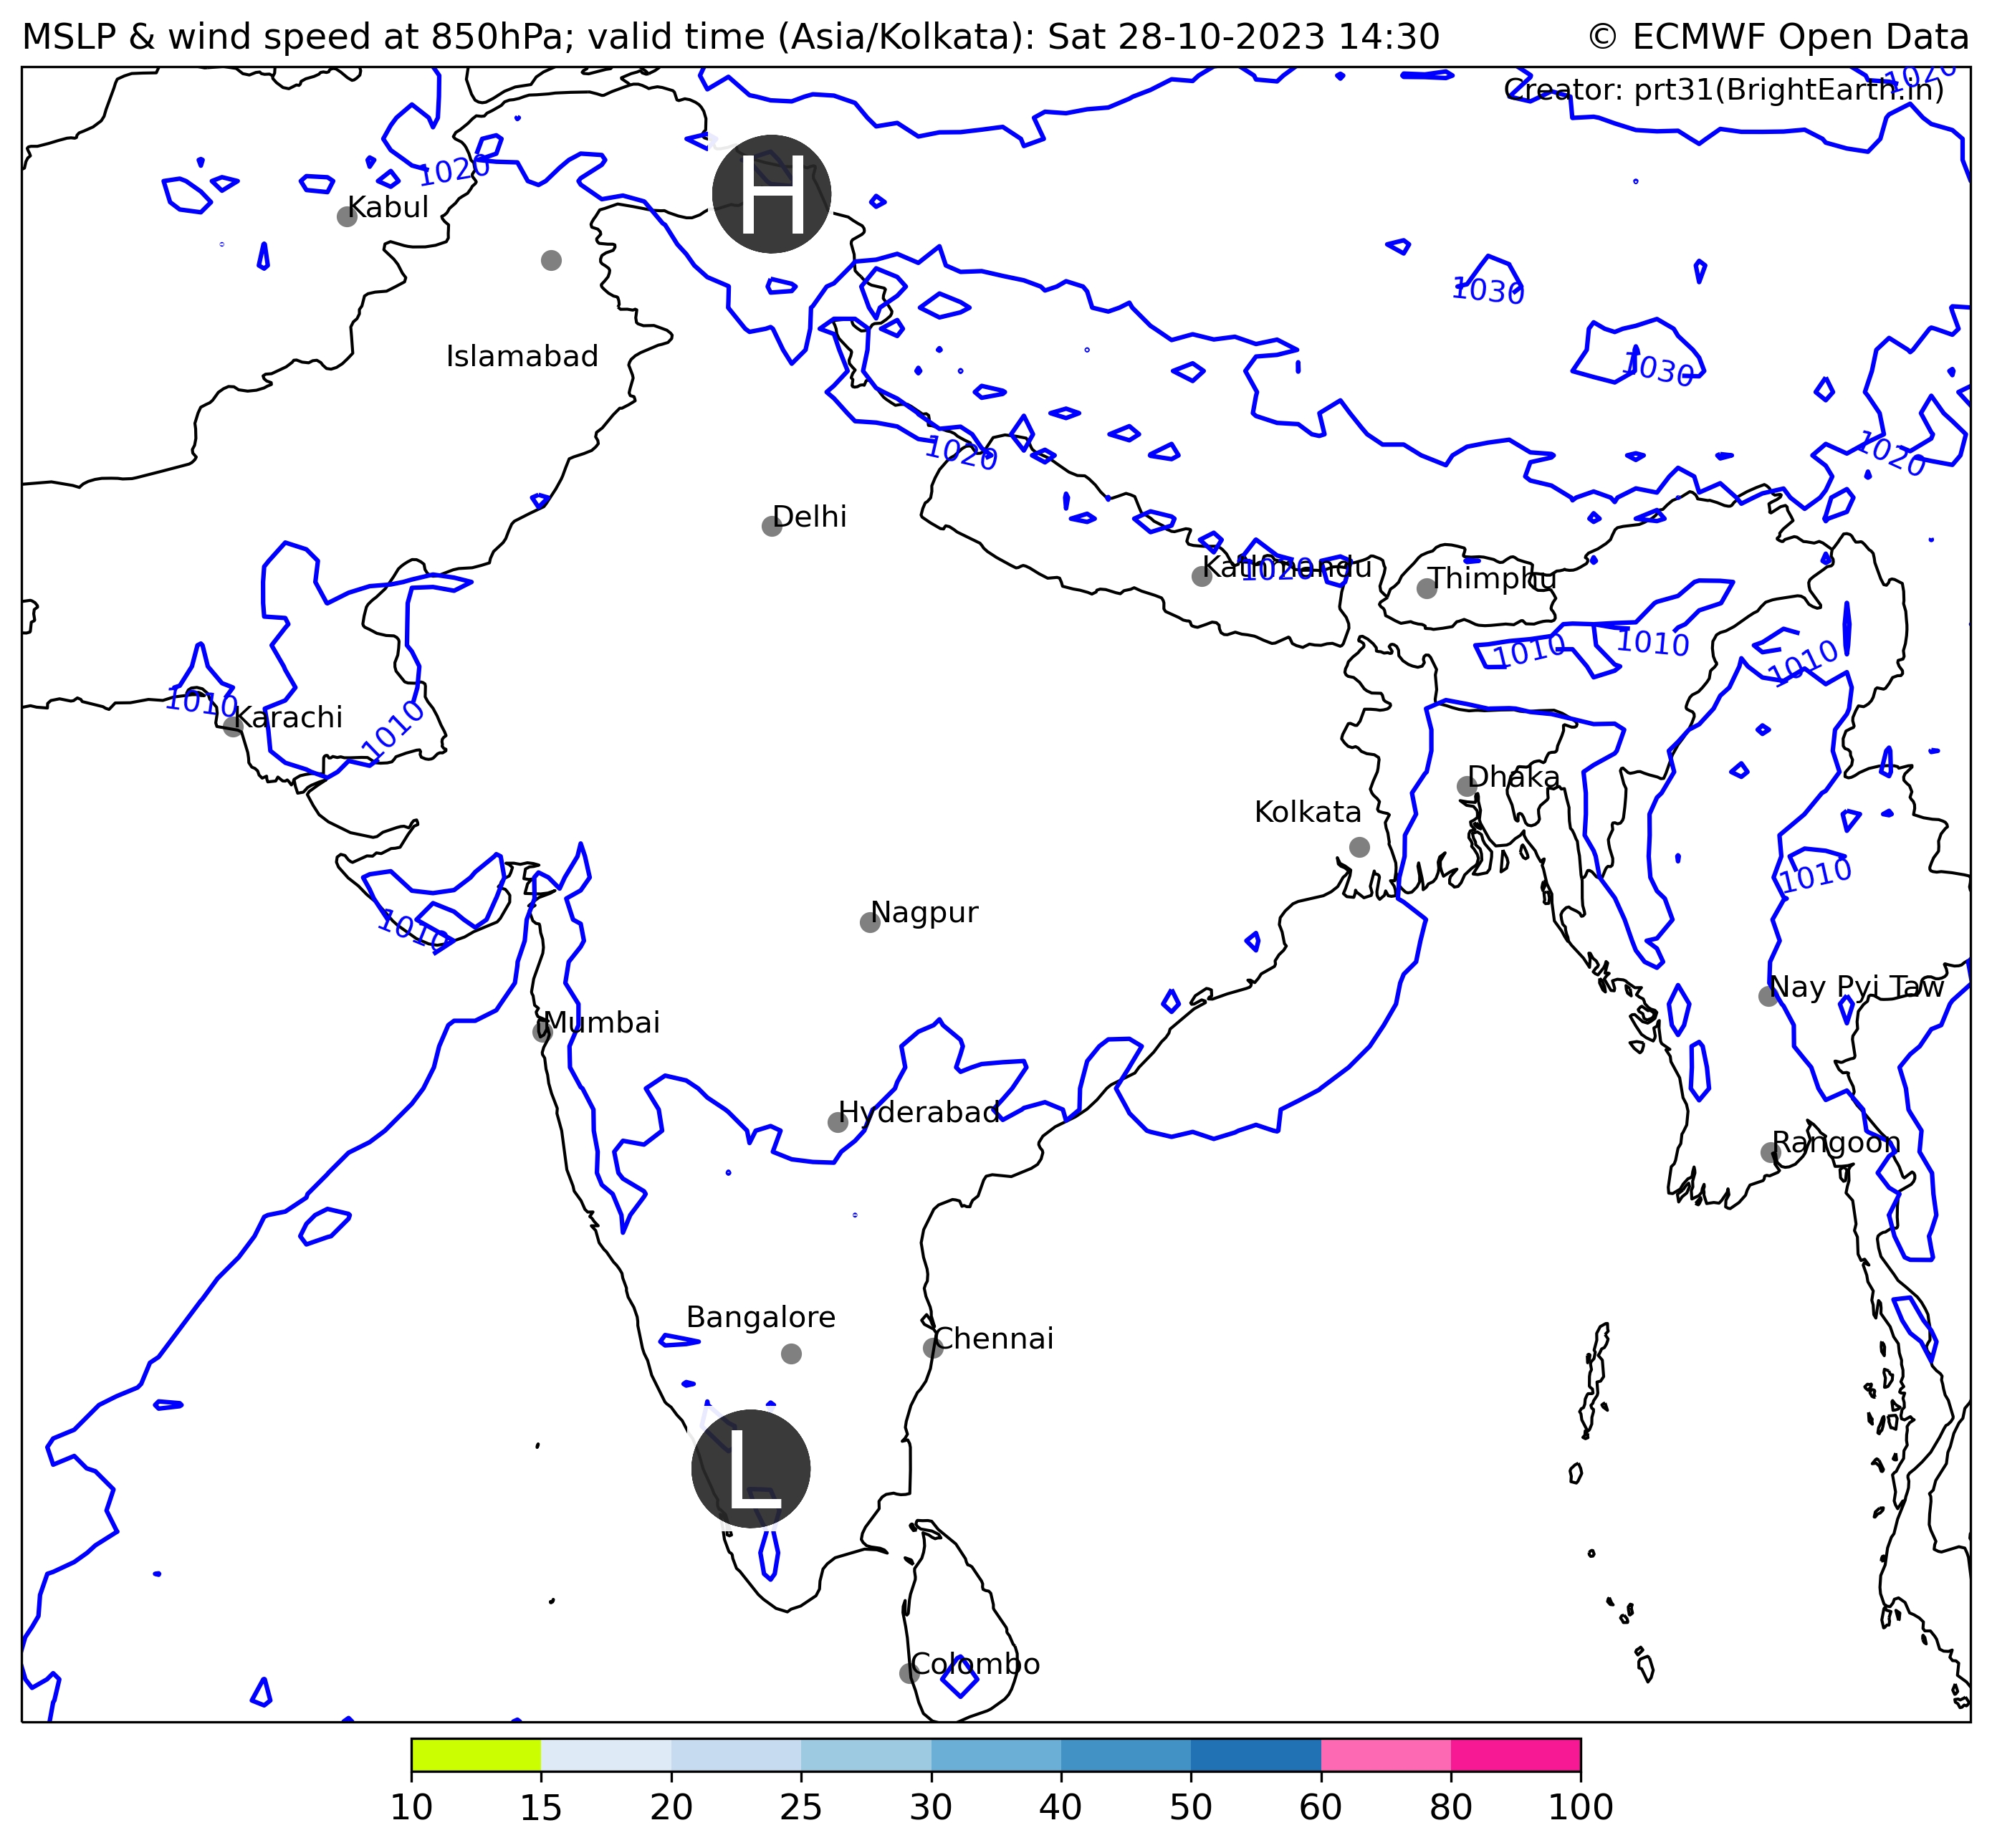 MSLP & wind speed at 850hPa; valid time (Asia/Kolkata): Sat 28-10-2023 14:30
© ECMWF Open Data
1020
Creator: prt31(BrightEarth.in)
H
1020
Kabul
1030
Islamabad
1030
1020
1020
Delhi
Kathmandu
1020
Thimphu
1010
1010
1010
1010
Karachi
1010
Dhaka
Kolkata
1010
Nagpur
1010
Nay Pyi Taw
Mumbai
Hyderabad
Rangoon
Bangalore
Chennai
L
Colombo
10 15 20 25 30 40 50 60 80 100